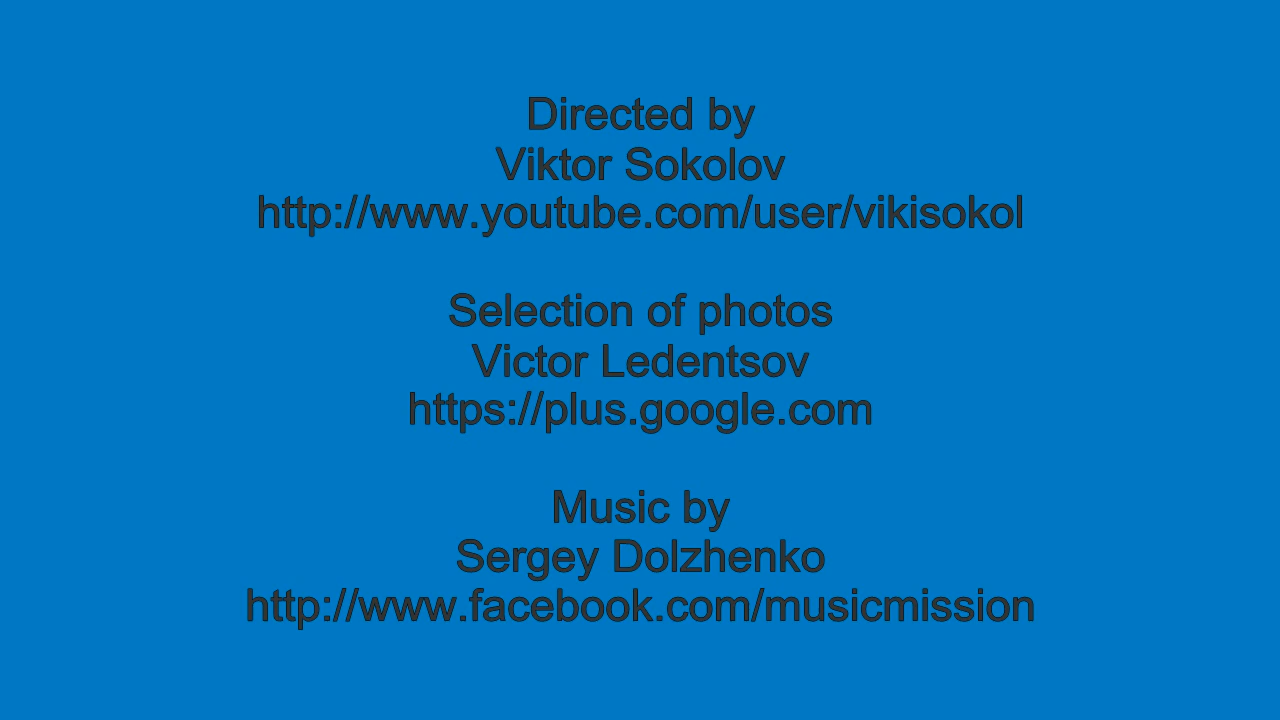 Directed by
Viktor Sokolov
http://www.youtube.com/user/vikisokol
Selection of photos
Victor Ledentsov
https://plus.google.com
Music by
Sergey Dolzhenko
http://www.facebook.com/musicmission